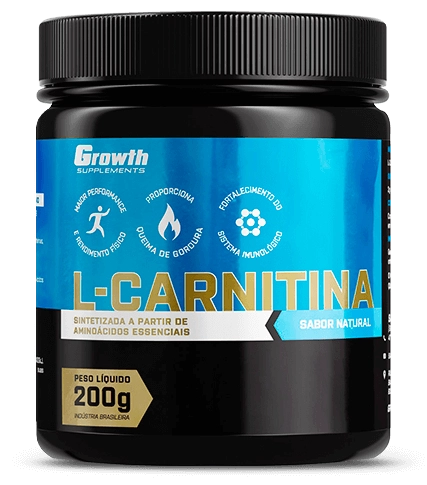 Growth
SUPPLEMENTS
MAIOR PERFORMANCE
E RENDIMENTO FÍSICO
PROPORCIONA
QUEIMA DE GORDURA
FORTALECIMENTO DO
SISTEMA IMUNOLÓGICO
L-CARNITINA
SINTETIZADA A PARTIR DE
AMINOÁCIDOS ESSENCIAIS
SABOR NATURAL
PESO LÍQUIDO
200g
INDÚSTRIA BRASILEIRA